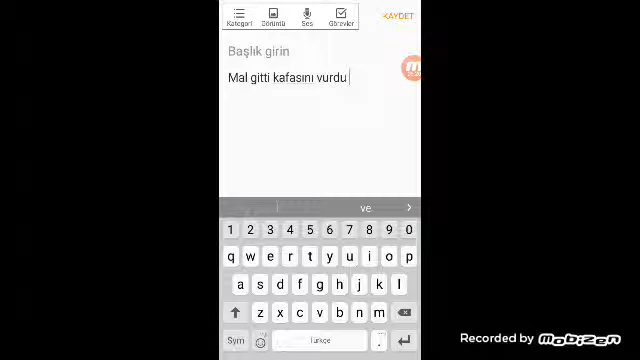 Kategori Görüntü Ses Görevler KAYDET
Başlık girin
Mal gitti kafasını vurdu
ve
1 2 3 4 5 6 7 8 9 0
q w e r t y u i o p
a s d f g h j k l
z x c v b n m
Sym Türkçe .
Recorded by Mobizen